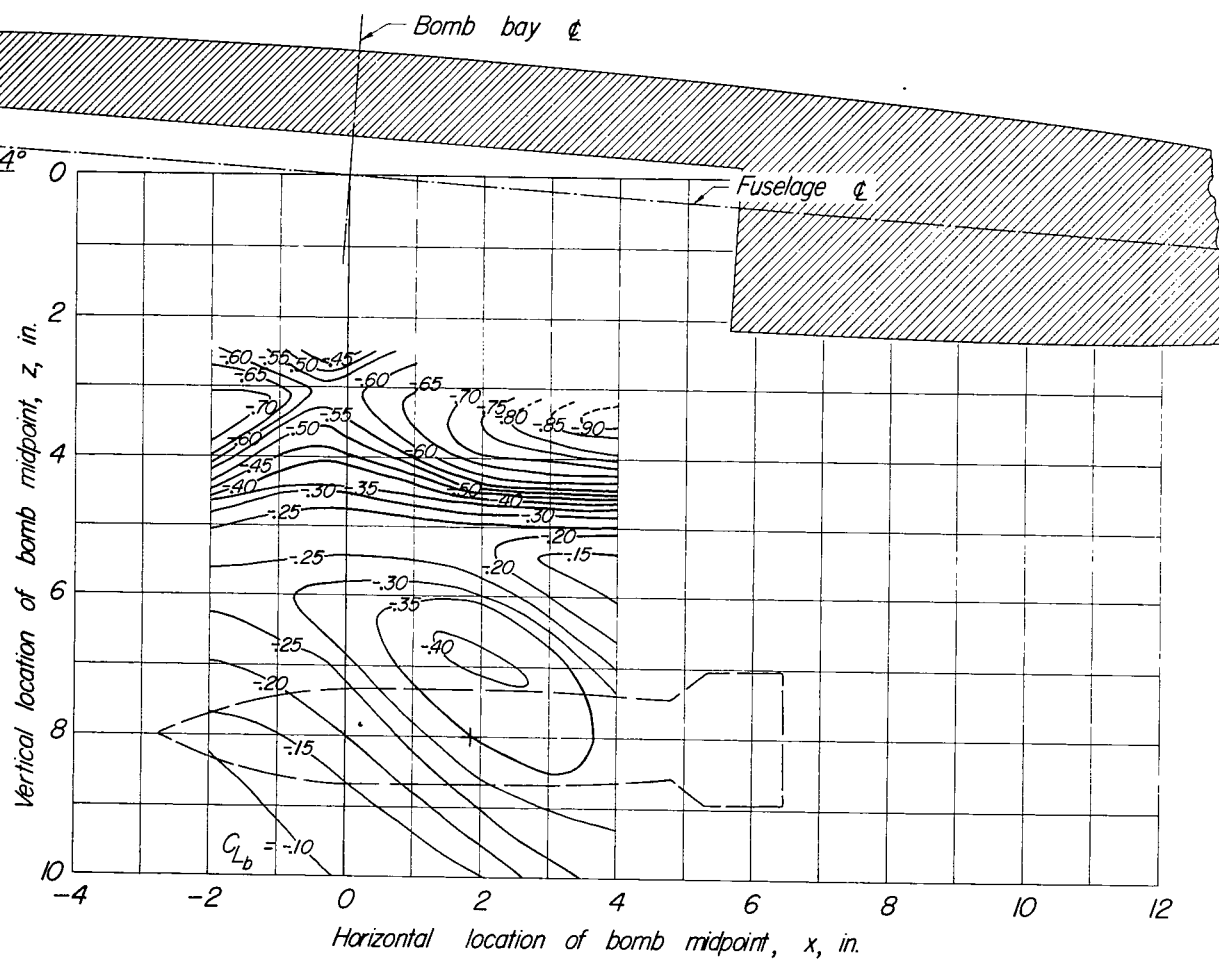 Bomb bay ℄
4°
Fuselage ℄
0
2
4
6
8
10
Vertical location of bomb midpoint, z, in.
-.60 -.55 -.50 -.45
-.65 -.60 -.65
-.70 -.70 -.75 -.80 -.85 -.90
-.60 -.50 -.55
-.45 -.60
-.40 -.30 -.35 -.50 -.40
-.25 -.30
-.20
-.25 -.20 -.15
-.30
-.35
-.25 -.40
-.20
-.15
C_Lb = -.10
-4 -2 0 2 4 6 8 10 12
Horizontal location of bomb midpoint, x, in.